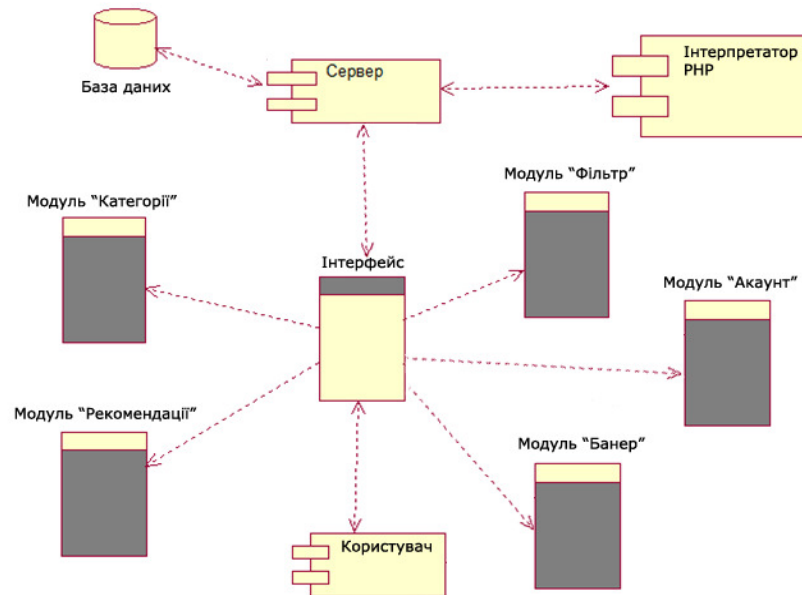 Сервер
Інтерпретатор
PHP
База даних
Модуль “Фільтр”
Модуль “Категорії”
Інтерфейс
Модуль “Акаунт”
Модуль “Рекомендації”
Модуль “Банер”
Користувач